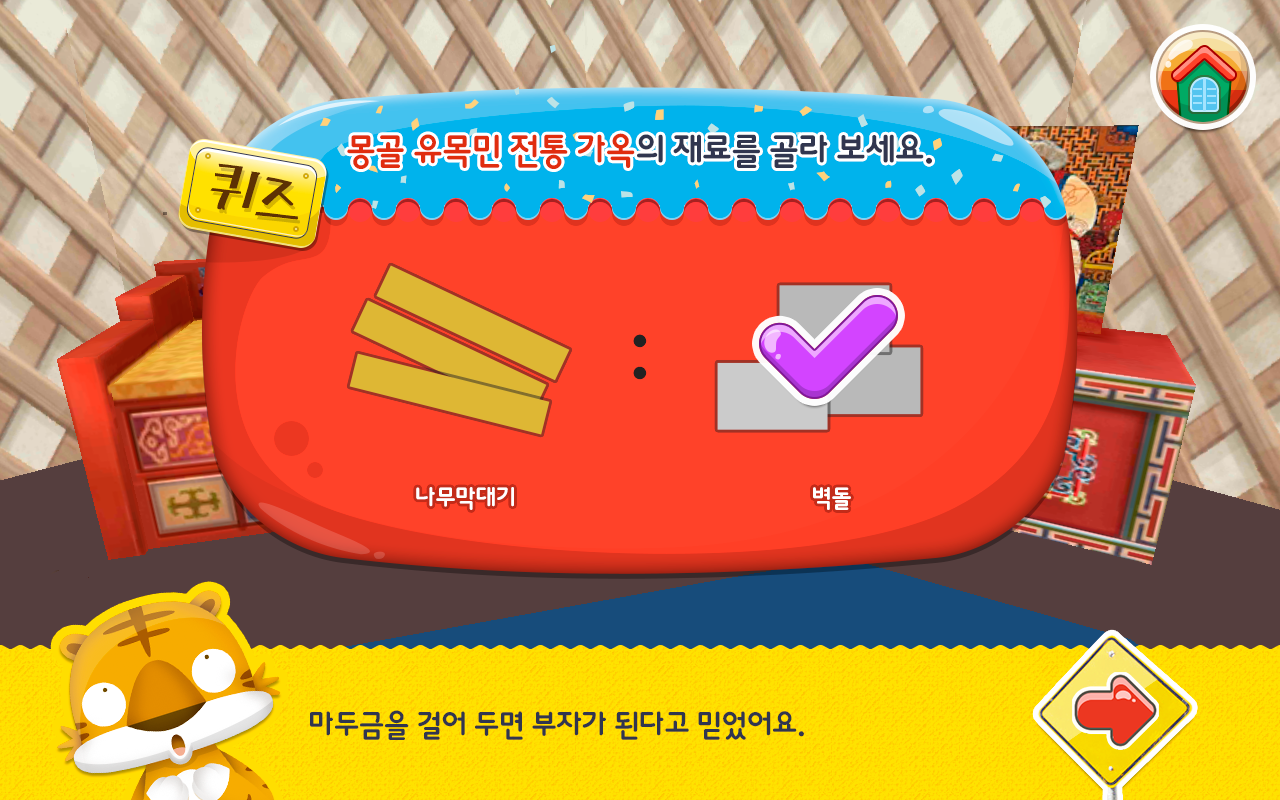 몽골 유목민 전통 가옥의 재료를 골라 보세요.
퀴즈
나무막대기
:
벽돌
마두금을 걸어 두면 부자가 된다고 믿었어요.